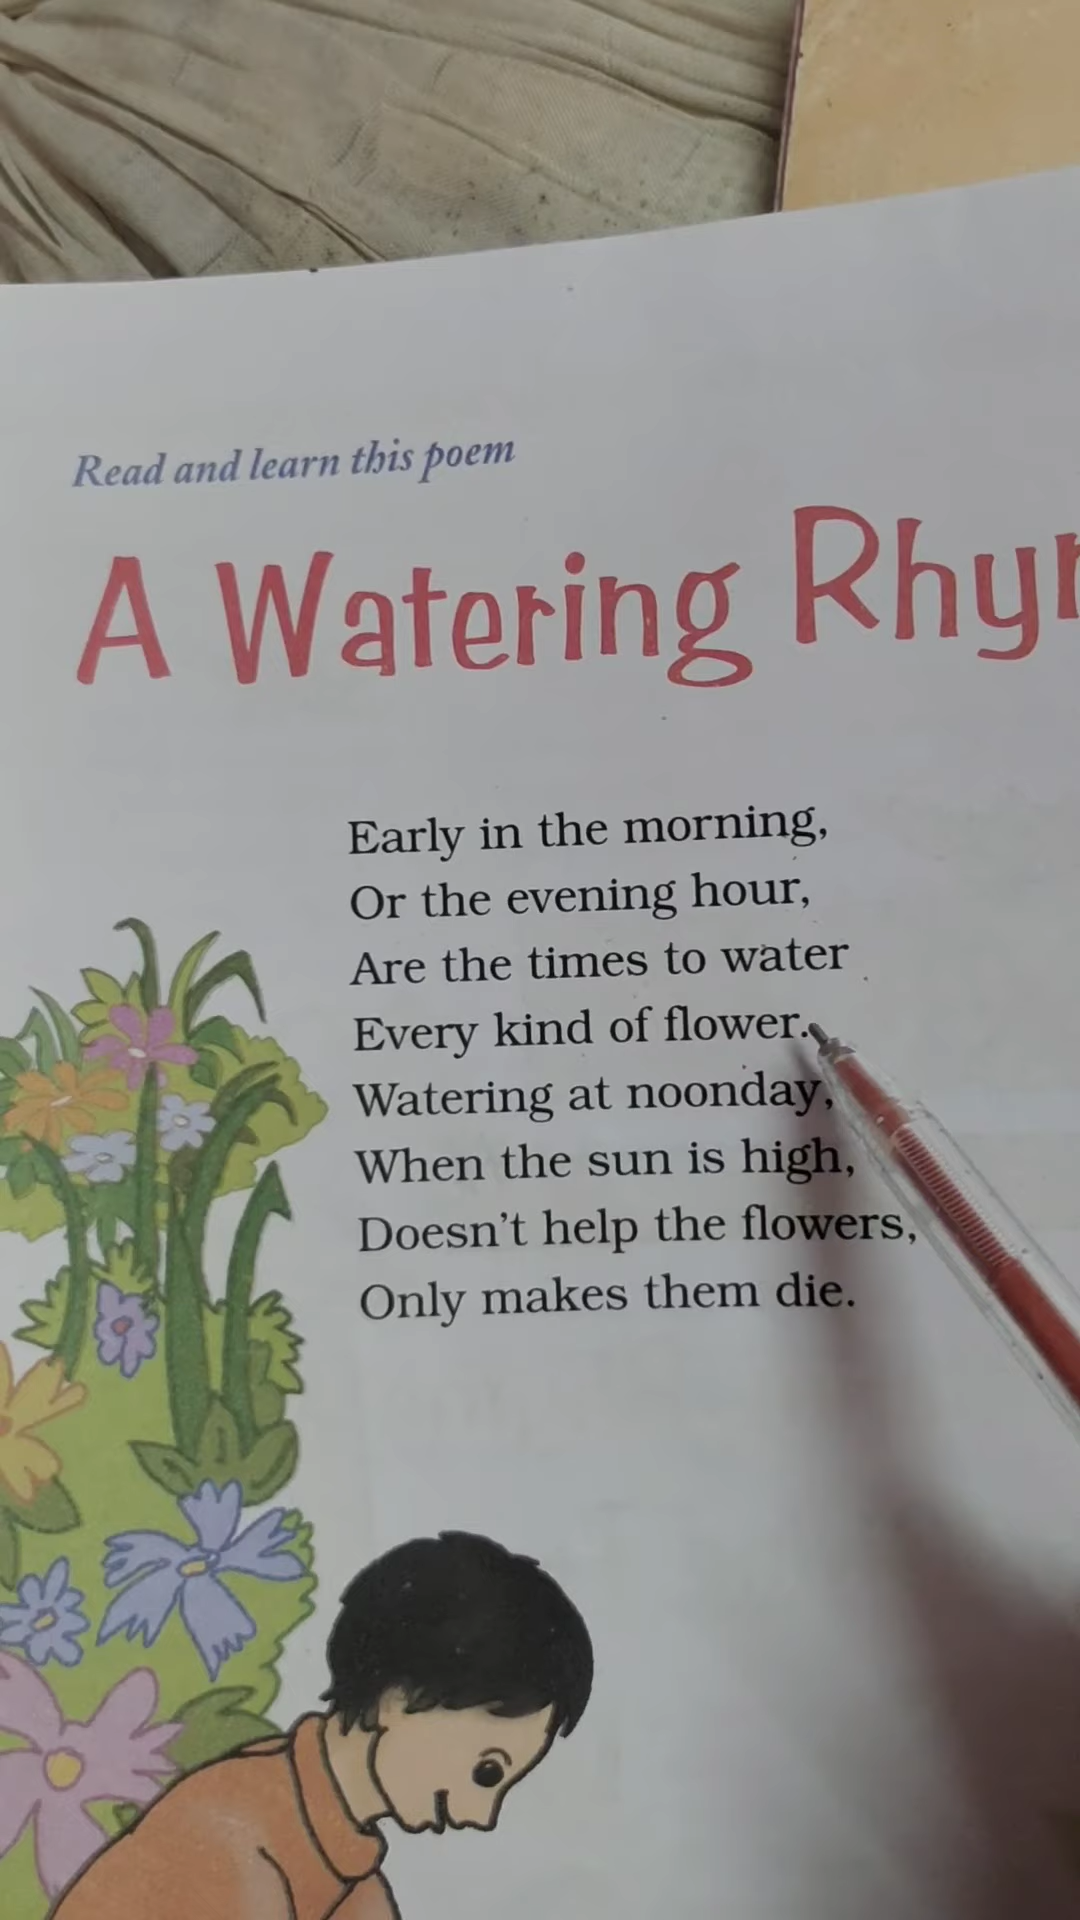 Read and learn this poem
A Watering
Early in the morning,
Or the evening hour,
Are the times to water
Every kind of flower.
Watering at noonday,
When the sun is high,
Doesn't help the flowers,
Only makes them die.